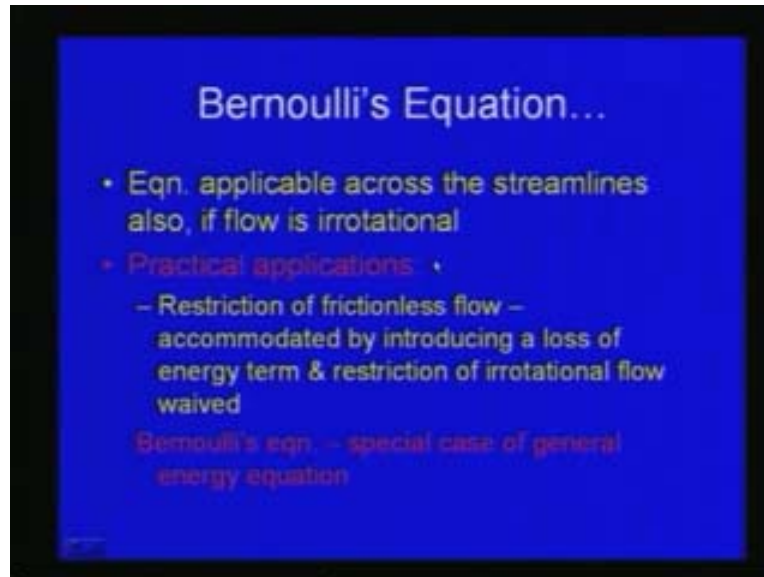 Bernoulli's Equation...
• Eqn. applicable across the streamlines
also, if flow is irrotational
• Practical applications
– Restriction of frictionless flow –
accommodated by introducing a loss of
energy term & restriction of irrotational flow
waived
Bernoulli's eqn. – special case of general
energy equation